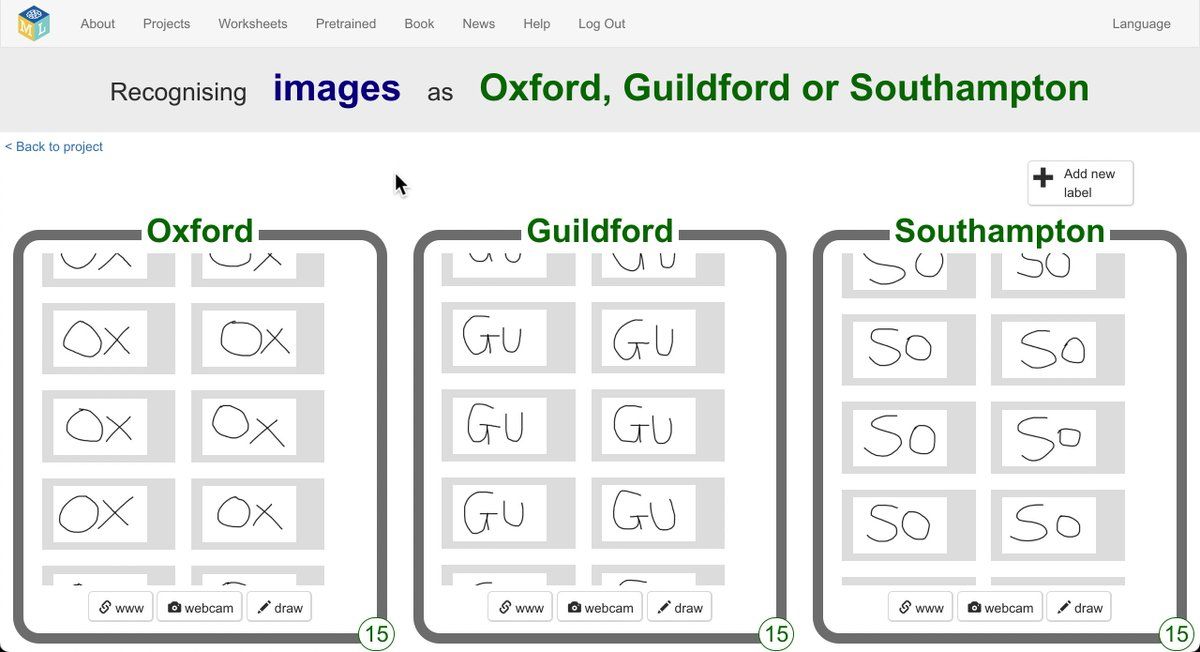 M L
About Projects Worksheets Pretrained Book News Help Log Out Language
Recognising images as Oxford, Guildford or Southampton
< Back to project
Add new
label
Oxford Guildford Southampton
OX OX GU GU SO SO
OX OX GU GU SO SO
OX OX GU GU SO SO
OX OX GU GU SO SO
www webcam draw www webcam draw www webcam draw
15 15 15